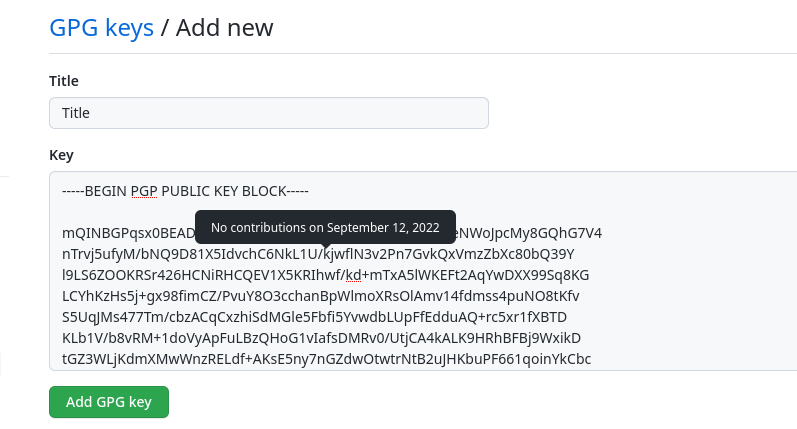 GPG keys / Add new
Title
Title
Key
-----BEGIN PGP PUBLIC KEY BLOCK-----
No contributions on September 12, 2022
mQINBGPqsx0BEAD eNWoJpcMy8GQhG7V4
nTrvj5ufyM/bNQ9D81X5IdvchC6NkL1U/kjwflN3v2Pn7GvkQxVmzZbXc80bQ39Y
l9LS6ZOOKRSr426HCNiRHCQEV1X5KRIhwf/kd+mTxA5lWKEFt2AqYwDXX99Sq8KG
LCYhKzHs5j+gx98fimCZ/PvuY8O3cchanBpWlmoXRsOlAmv14fdmss4puNO8tKfv
S5UqJMs477Tm/cbzACqCxzhiSdMGle5Fbfi5YvwdbLUpFfEdduAQ+rc5xr1fXBTD
KLb1V/b8vRM+1doVyApFuLBzQHoG1vIafsDMRv0/UtjCA4kALK9HRhBFBj9WxikD
tGZ3WLjKdmXMwWnzRELdf+AKsE5ny7nGZdwOtwtrNtB2uJHKbuPF661qoinYkCbc
Add GPG key